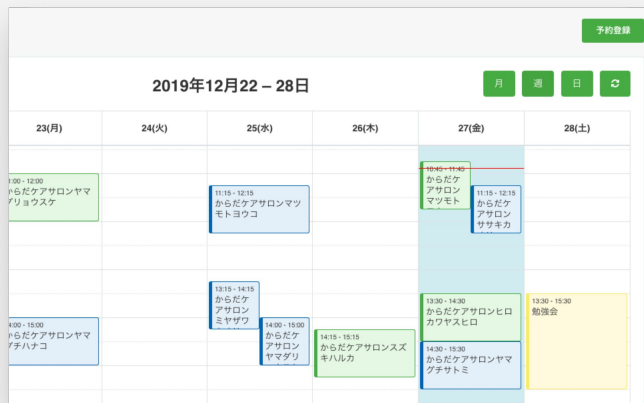 予約登録
2019年12月22 – 28日
月
週
日
23(月)
24(火)
25(水)
26(木)
27(金)
28(土)
:00 - 12:00
からだケアサロンヤマ
グリョウスケ
11:15 - 12:15
からだケアサロンマツ
モトヨウコ
10:45 - 11:45
からだケ
アサロン
マツモト
11:15 - 12:15
からだケ
アサロン
ササキカ
13:15 - 14:15
からだケ
アサロン
ミヤザワ
14:00 - 15:00
からだケ
アサロン
ヤマダリ
4:00 - 15:00
からだケアサロンヤマ
グチハナコ
14:15 - 15:15
からだケアサロンスズ
キハルカ
13:30 - 14:30
からだケアサロンヒロ
カワヤスヒロ
14:30 - 15:30
からだケアサロンヤマ
グチサトミ
13:30 - 15:30
勉強会